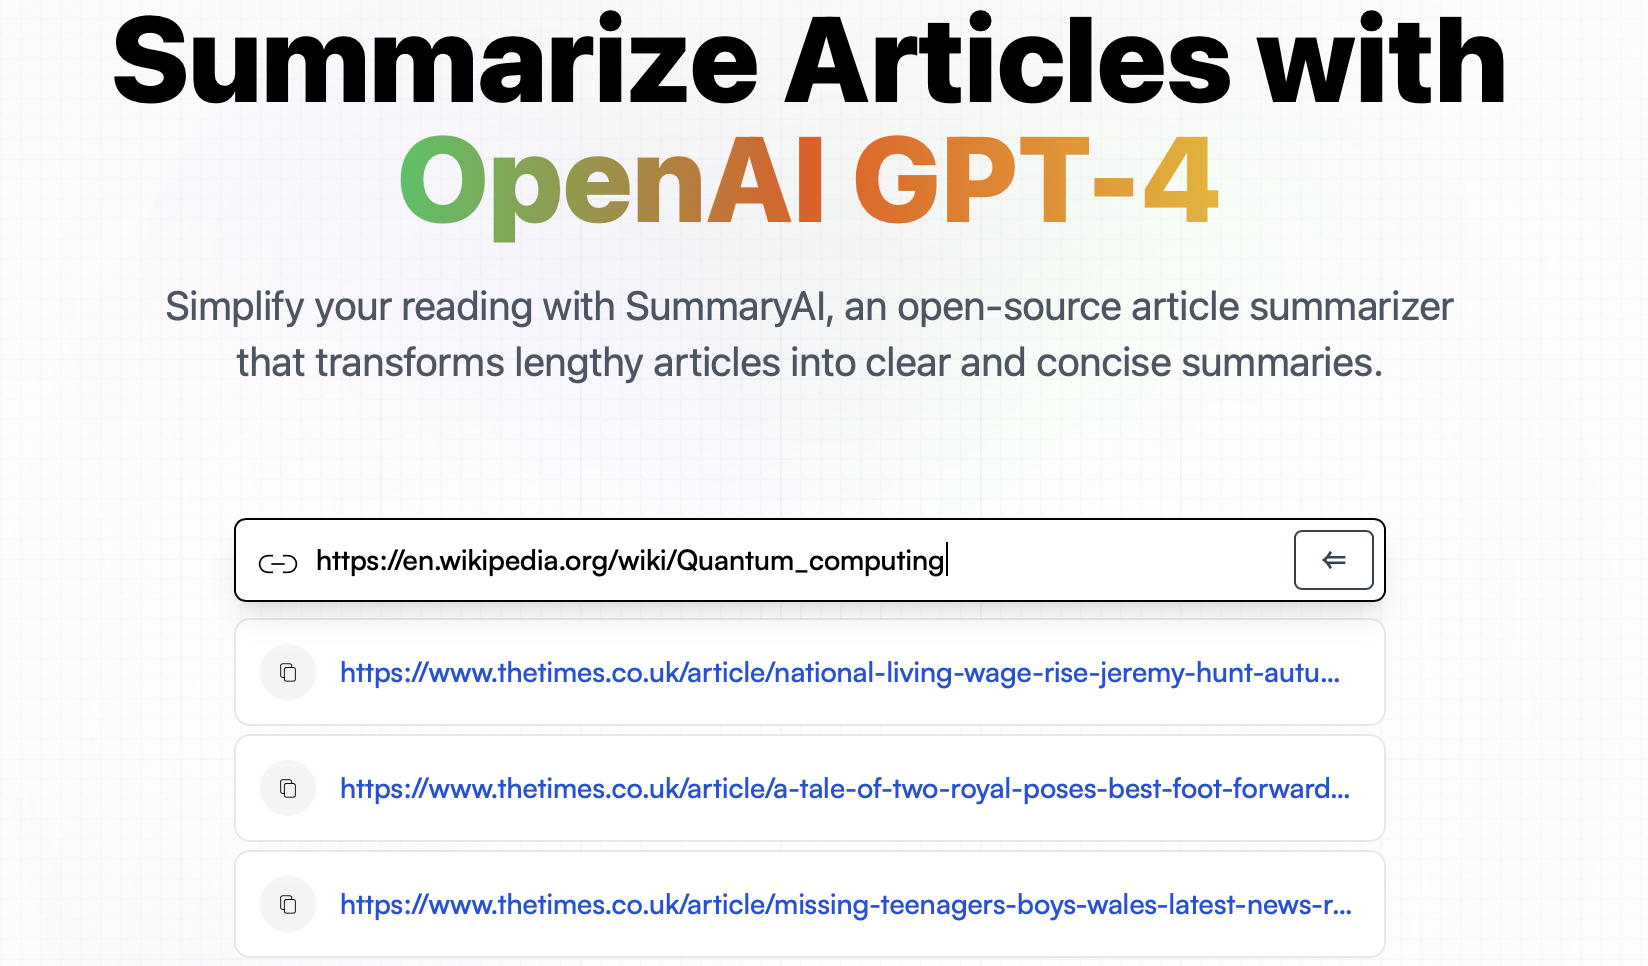 Summarize Articles with
OpenAI GPT-4
Simplify your reading with SummaryAI, an open-source article summarizer
that transforms lengthy articles into clear and concise summaries.
https://en.wikipedia.org/wiki/Quantum_computing
https://www.thetimes.co.uk/article/national-living-wage-rise-jeremy-hunt-autu...
https://www.thetimes.co.uk/article/a-tale-of-two-royal-poses-best-foot-forward...
https://www.thetimes.co.uk/article/missing-teenagers-boys-wales-latest-news-r...